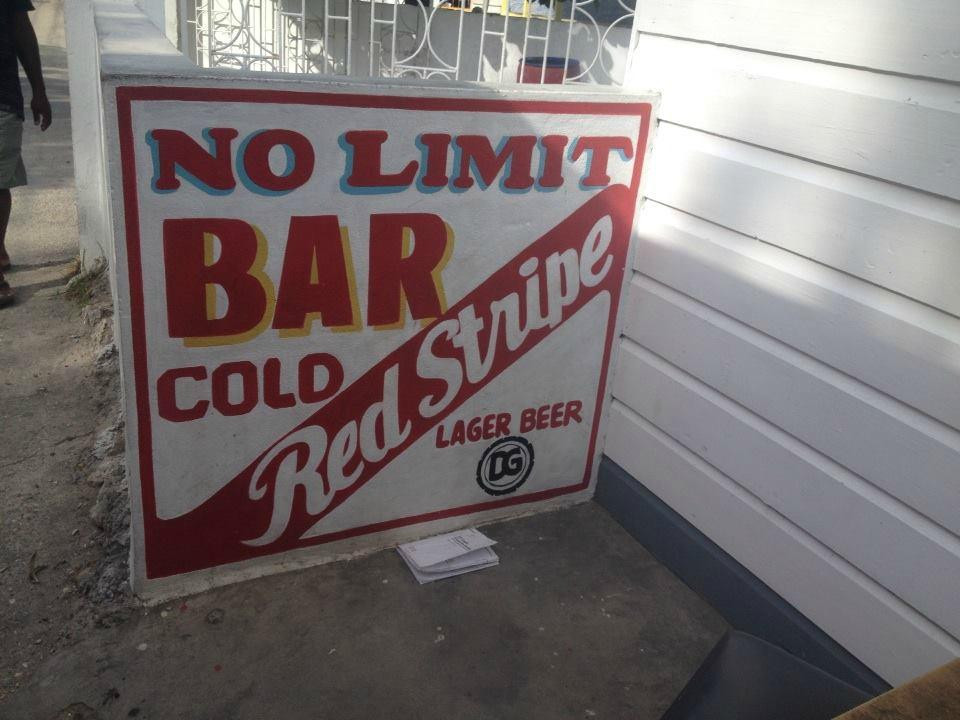 NO LIMIT
BAR
COLD
Red Stripe
LAGER BEER
DG